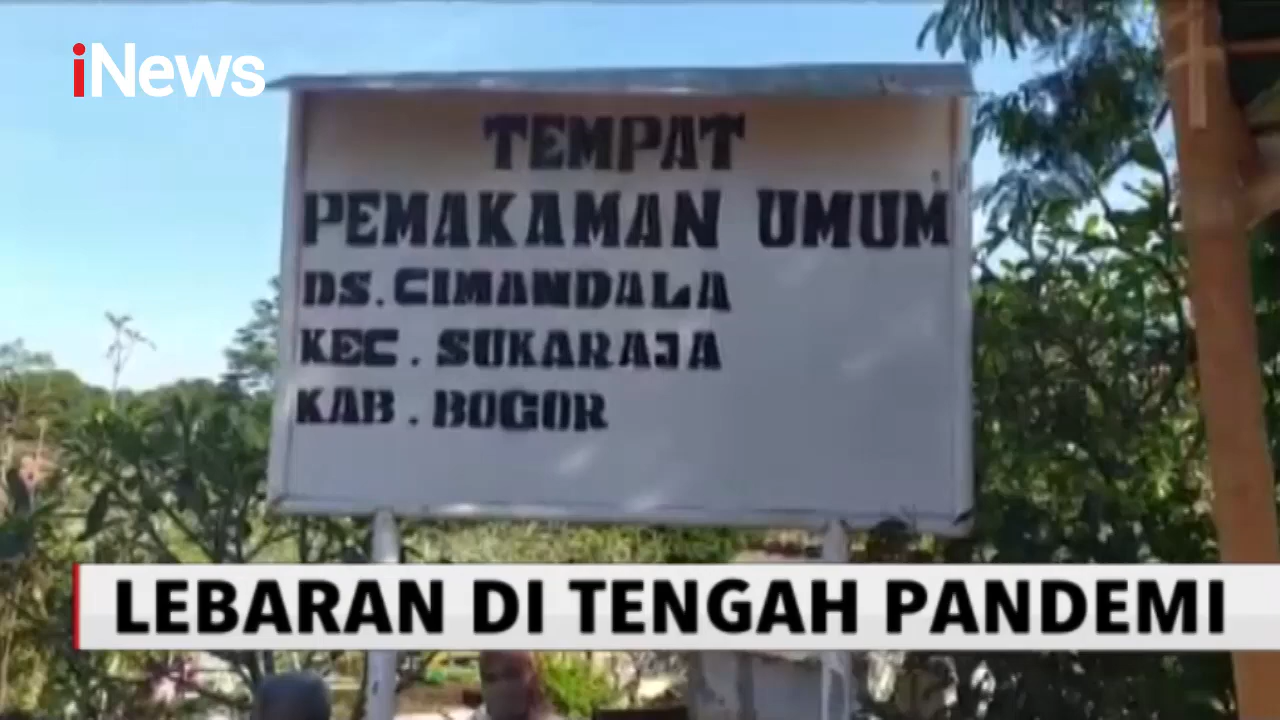 iNews
TEMPAT
PEMAKAMAN UMUM
DS. CIMANDALA
KEC. SUKARAJA
KAB. BOGOR
LEBARAN DI TENGAH PANDEMI